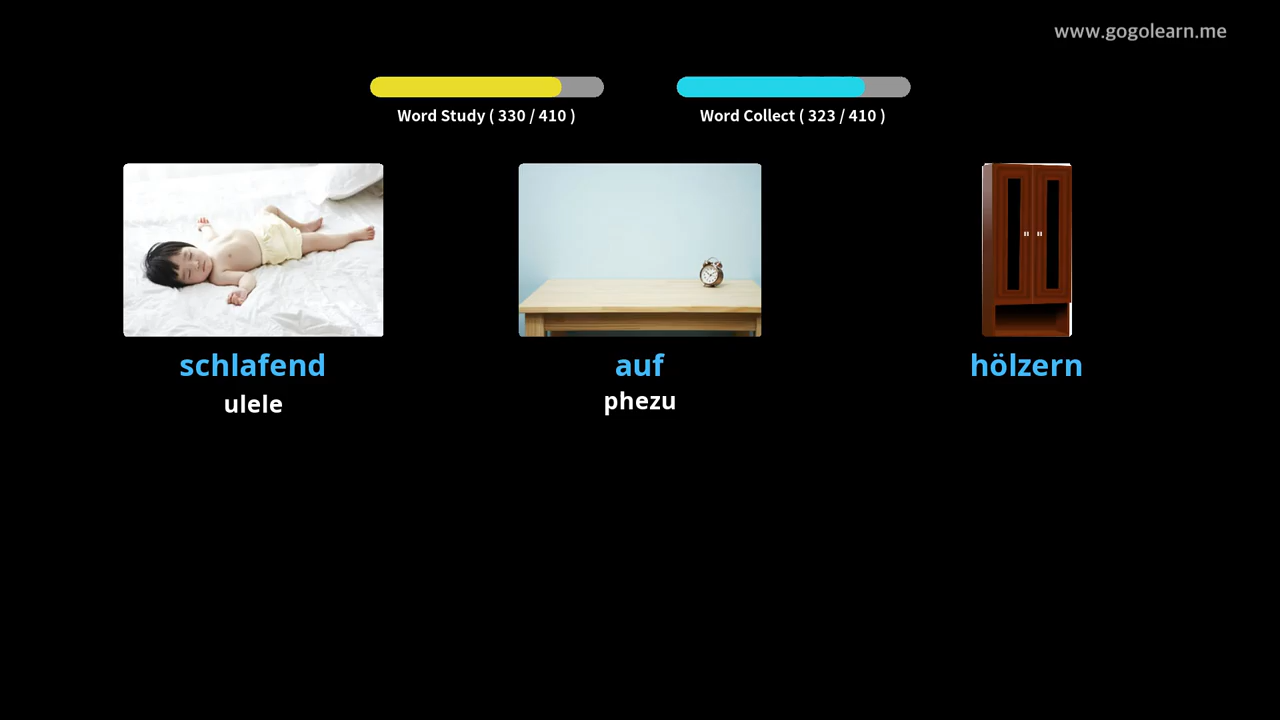 www.gogolearn.me
Word Study ( 330 / 410 )
Word Collect ( 323 / 410 )
schlafend
ulele
auf
phezu
hölzern